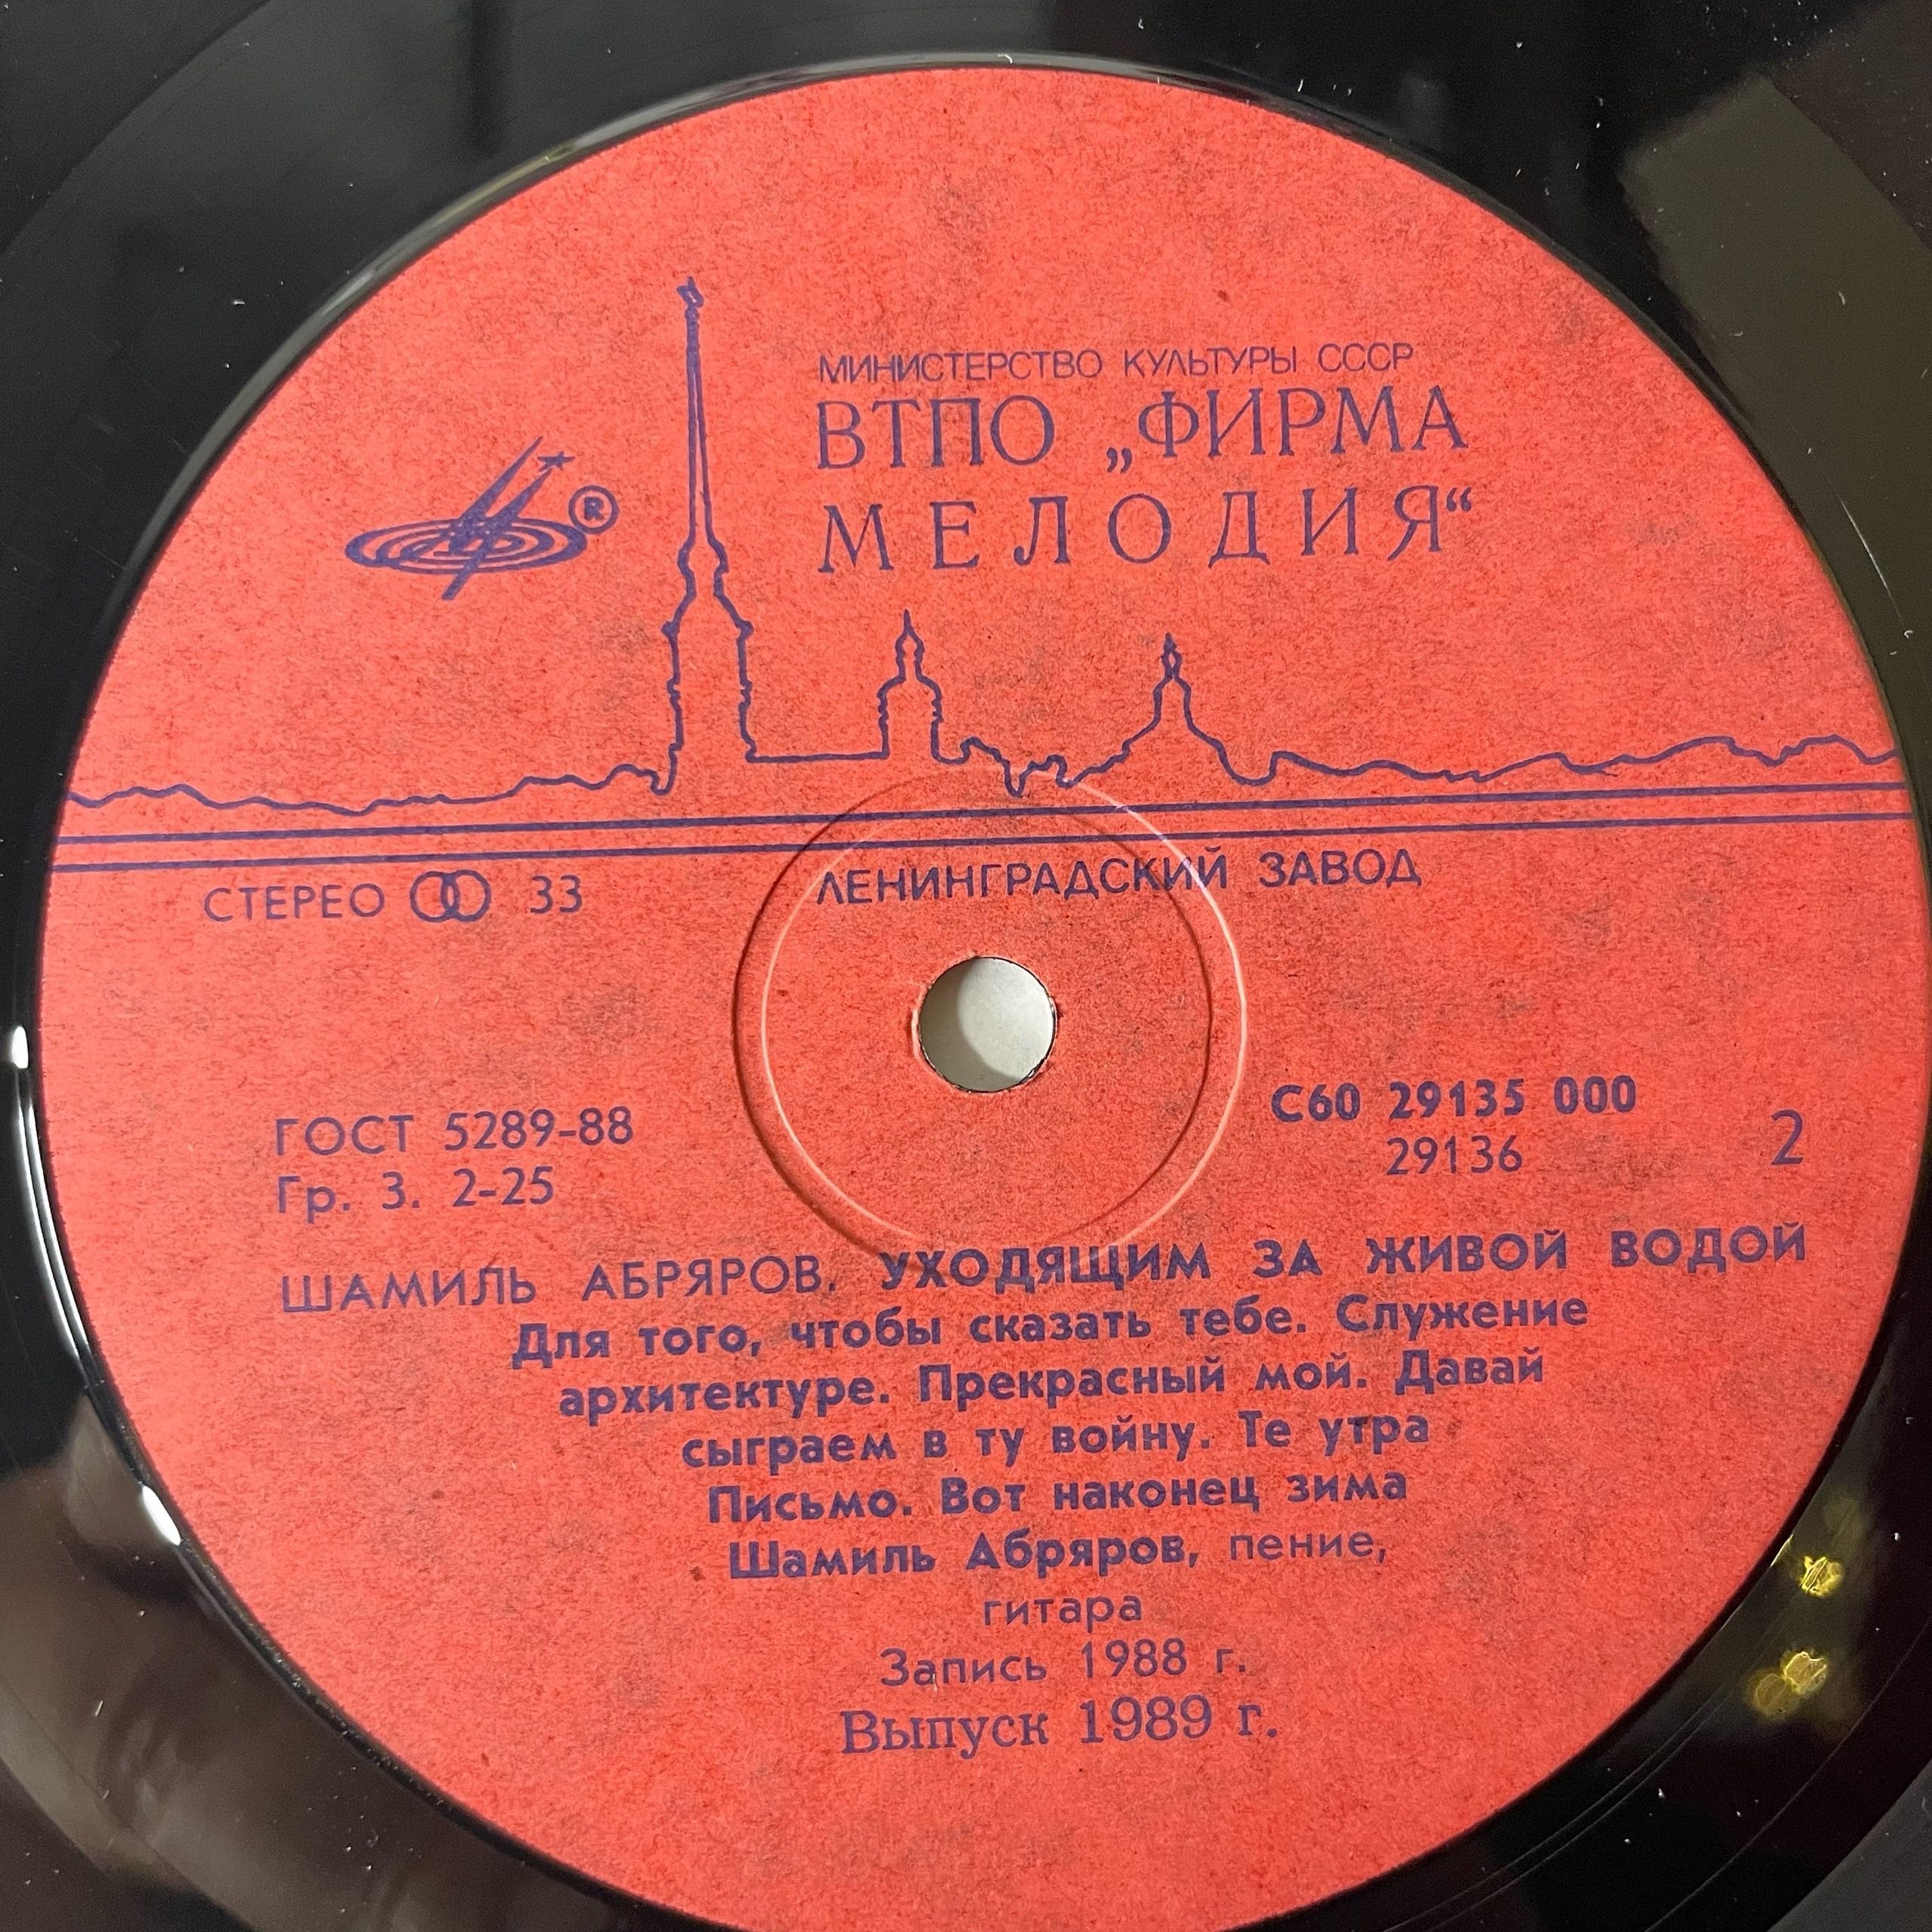 МИНИСТЕРСТВО КУЛЬТУРЫ СССР
ВТПО „ФИРМА
МЕЛОДИЯ“
®
СТЕРЕО 33
ЛЕНИНГРАДСКИЙ ЗАВОД
ГОСТ 5289-88
Гр. 3. 2-25
С60 29135 000
29136
2
ШАМИЛЬ АБРЯРОВ. УХОДЯЩИМ ЗА ЖИВОЙ ВОДОЙ
Для того, чтобы сказать тебе. Служение
архитектуре. Прекрасный мой. Давай
сыграем в ту войну. Те утра
Письмо. Вот наконец зима
Шамиль Абряров, пение,
гитара
Запись 1988 г.
Выпуск 1989 г.